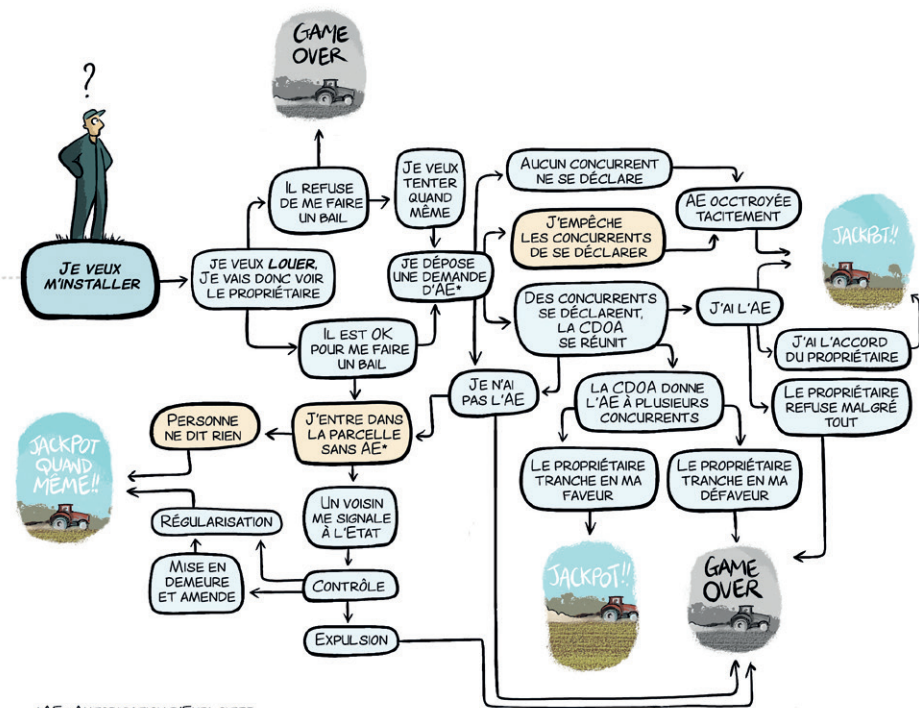 ?
GAME
OVER
JE VEUX
M'INSTALLER
JE VEUX LOUER,
JE VAIS DONC VOIR
LE PROPRIÉTAIRE
IL REFUSE
DE ME FAIRE
UN BAIL
JE VEUX
TENTER
QUAND
MÊME
IL EST OK
POUR ME FAIRE
UN BAIL
JE DÉPOSE
UNE DEMANDE
D'AE*
AUCUN CONCURRENT
NE SE DÉCLARE
J'EMPÊCHE
LES CONCURRENTS
DE SE DÉCLARER
AE OCCTROYÉE
TACITEMENT
JACKPOT!!
DES CONCURRENTS
SE DÉCLARENT,
LA CDOA
SE RÉUNIT
J'AI L'AE
J'AI L'ACCORD
DU PROPRIÉTAIRE
LE PROPRIÉTAIRE
REFUSE MALGRÉ
TOUT
JE N'AI
PAS L'AE
LA CDOA DONNE
L'AE À PLUSIEURS
CONCURRENTS
LE PROPRIÉTAIRE
TRANCHE EN MA
FAVEUR
LE PROPRIÉTAIRE
TRANCHE EN MA
DÉFAVEUR
JACKPOT!!
GAME
OVER
J'ENTRE DANS
LA PARCELLE
SANS AE*
PERSONNE
NE DIT RIEN
JACKPOT
QUAND
MÊME!!
UN VOISIN
ME SIGNALE
À L'ETAT
RÉGULARISATION
MISE EN
DEMEURE
ET AMENDE
CONTRÔLE
EXPULSION